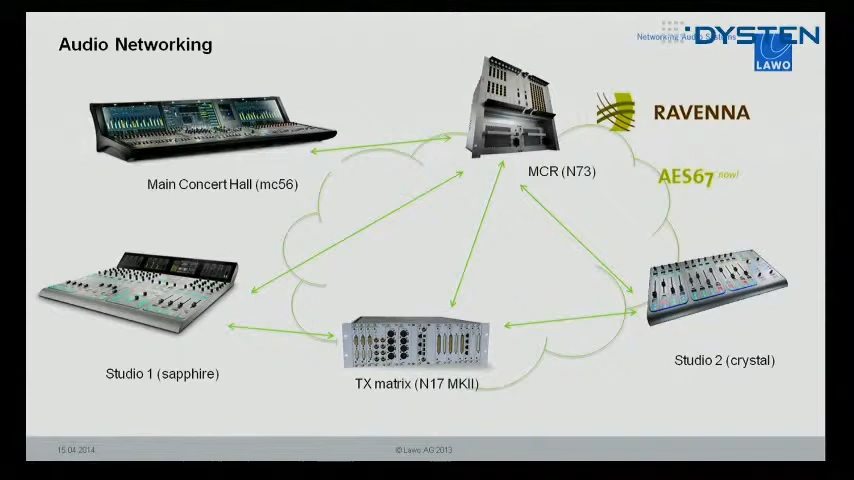 Audio Networking
Networking Audio Systems
DYSTEN
LAWO
RAVENNA
MCR (N73)
AES67 now!
Main Concert Hall (mc56)
Studio 2 (crystal)
Studio 1 (sapphire)
TX matrix (N17 MKII)
15.04.2014
© Lawo AG 2013